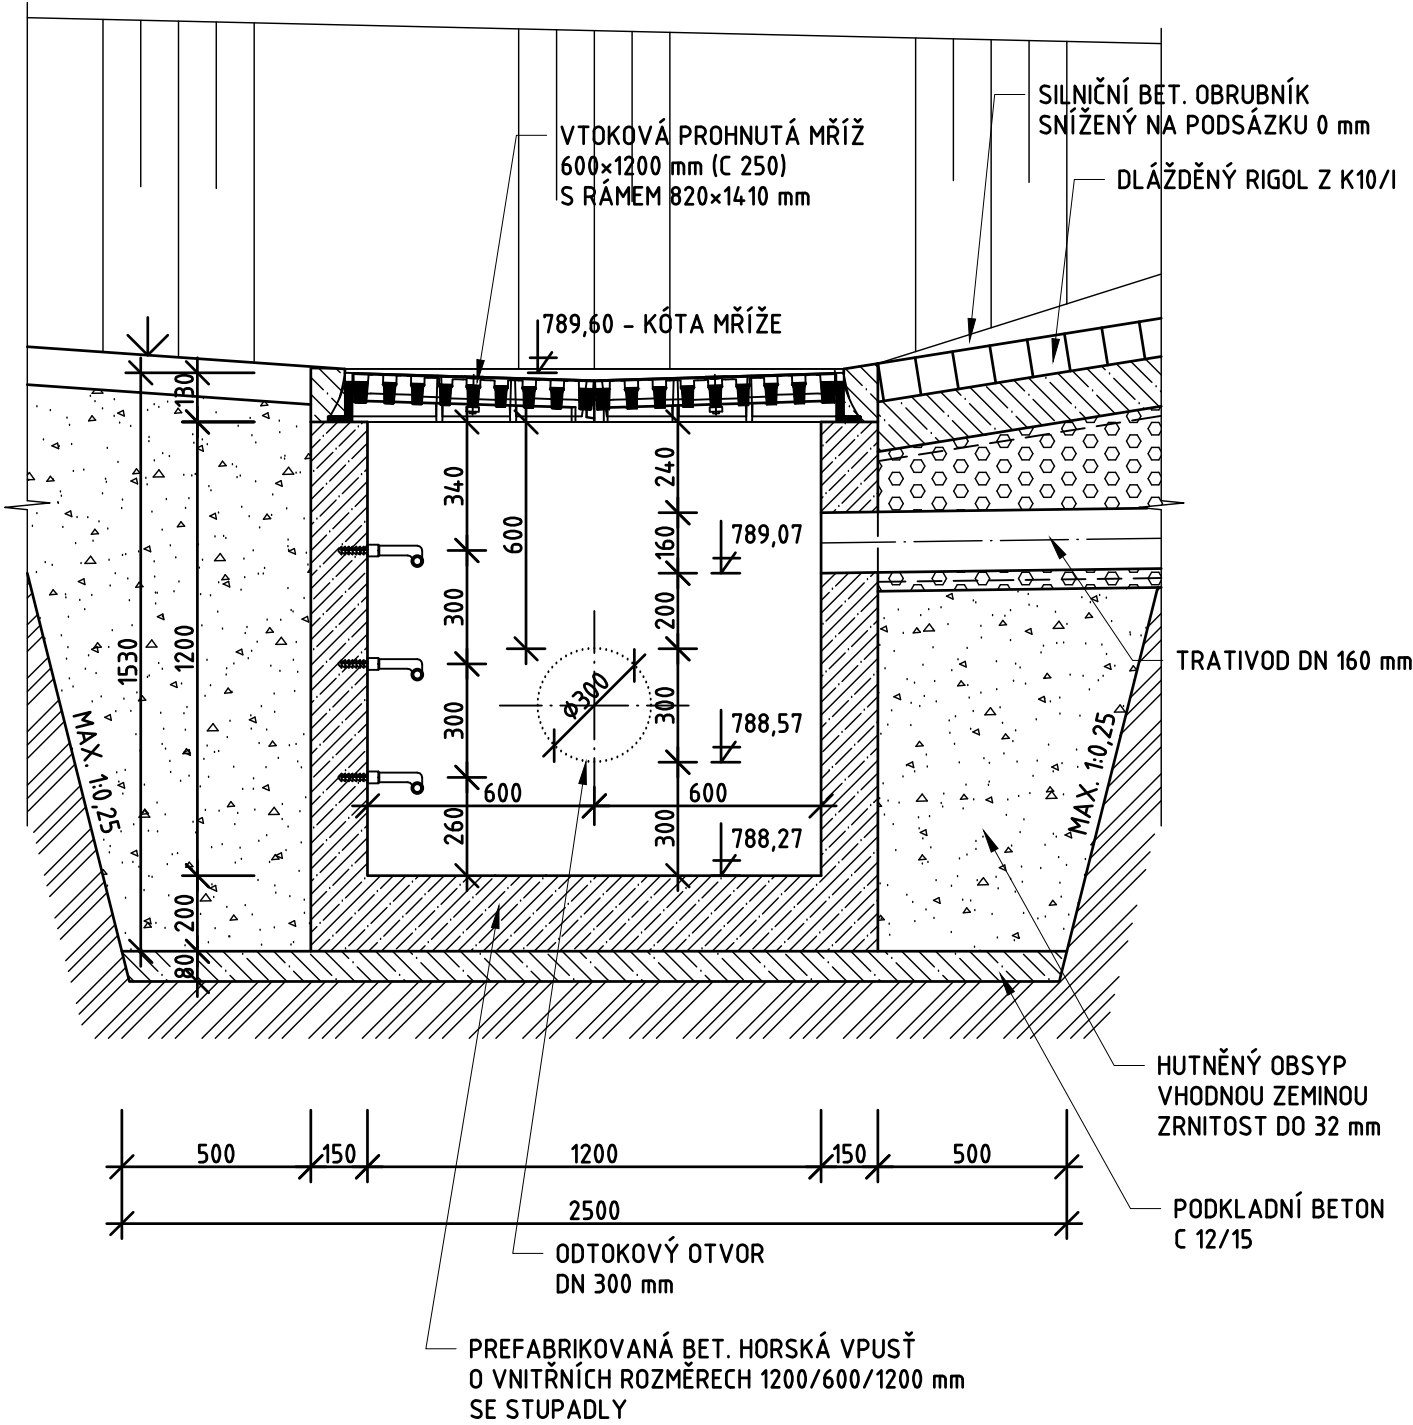 SILNIČNÍ BET. OBRUBNÍK
SNÍŽENÝ NA PODSÁZKU 0 mm
VTOKOVÁ PROHNUTÁ MŘÍŽ
600×1200 mm (C 250)
S RÁMEM 820×1410 mm
DLÁŽDĚNÝ RIGOL Z K10/I
789,60 - KÓTA MŘÍŽE
130
340
240
600
160
789,07
300
200
1530
1200
TRATIVOD DN 160 mm
Ø300
300
300
788,57
MAX. 1:0,25
MAX. 1:0,25
600
600
260
300
788,27
200
80
HUTNĚNÝ OBSYP
VHODNOU ZEMINOU
ZRNITOST DO 32 mm
500
150
1200
150
500
2500
PODKLADNÍ BETON
C 12/15
ODTOKOVÝ OTVOR
DN 300 mm
PREFABRIKOVANÁ BET. HORSKÁ VPUSŤ
O VNITŘNÍCH ROZMĚRECH 1200/600/1200 mm
SE STUPADLY